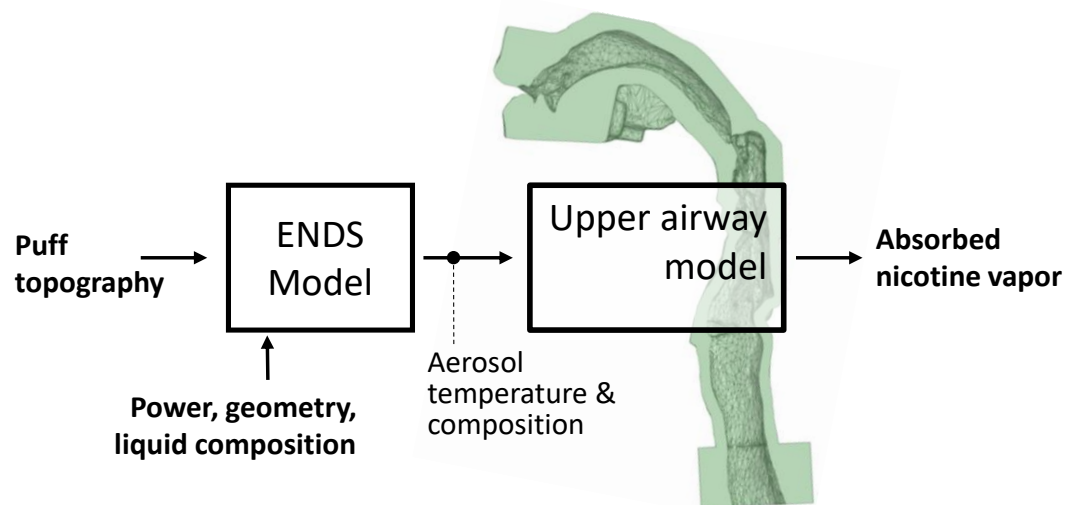 Puff
topography
ENDS
Model
Upper airway
model
Absorbed
nicotine vapor
Aerosol
temperature &
composition
Power, geometry,
liquid composition